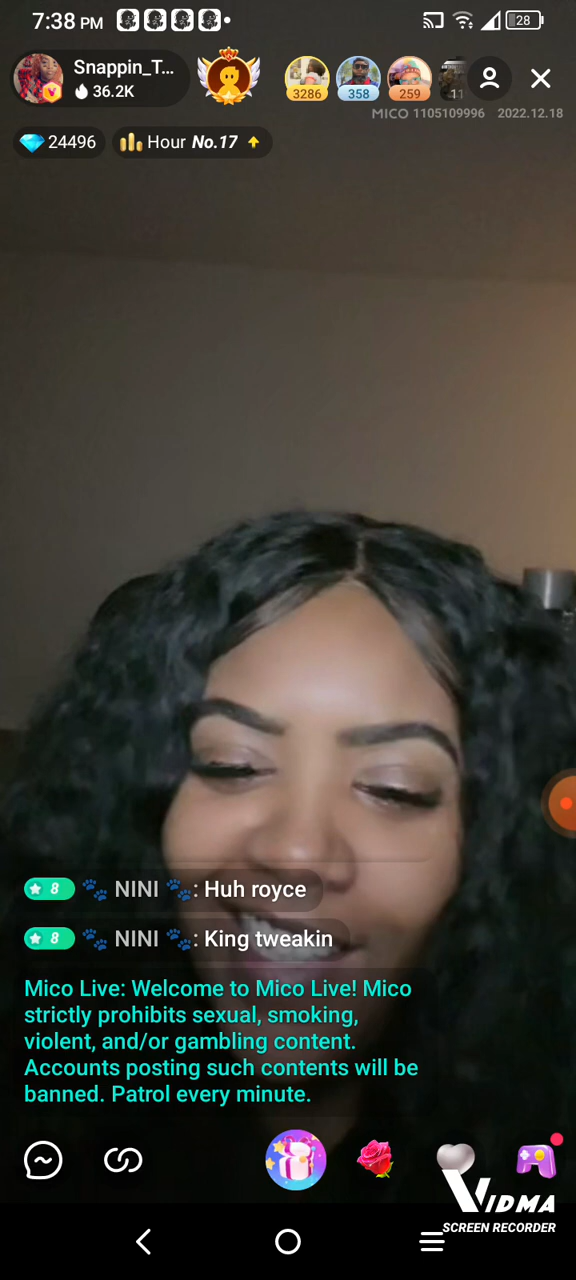 7:38 PM 28
Snappin_T...
36.2K
3286 358 259 11
MICO 1105109996 2022.12.18
24496 Hour No.17
8 NINI : Huh royce
8 NINI : King tweakin
Mico Live: Welcome to Mico Live! Mico
strictly prohibits sexual, smoking,
violent, and/or gambling content.
Accounts posting such contents will be
banned. Patrol every minute.
VIDMA
SCREEN RECORDER